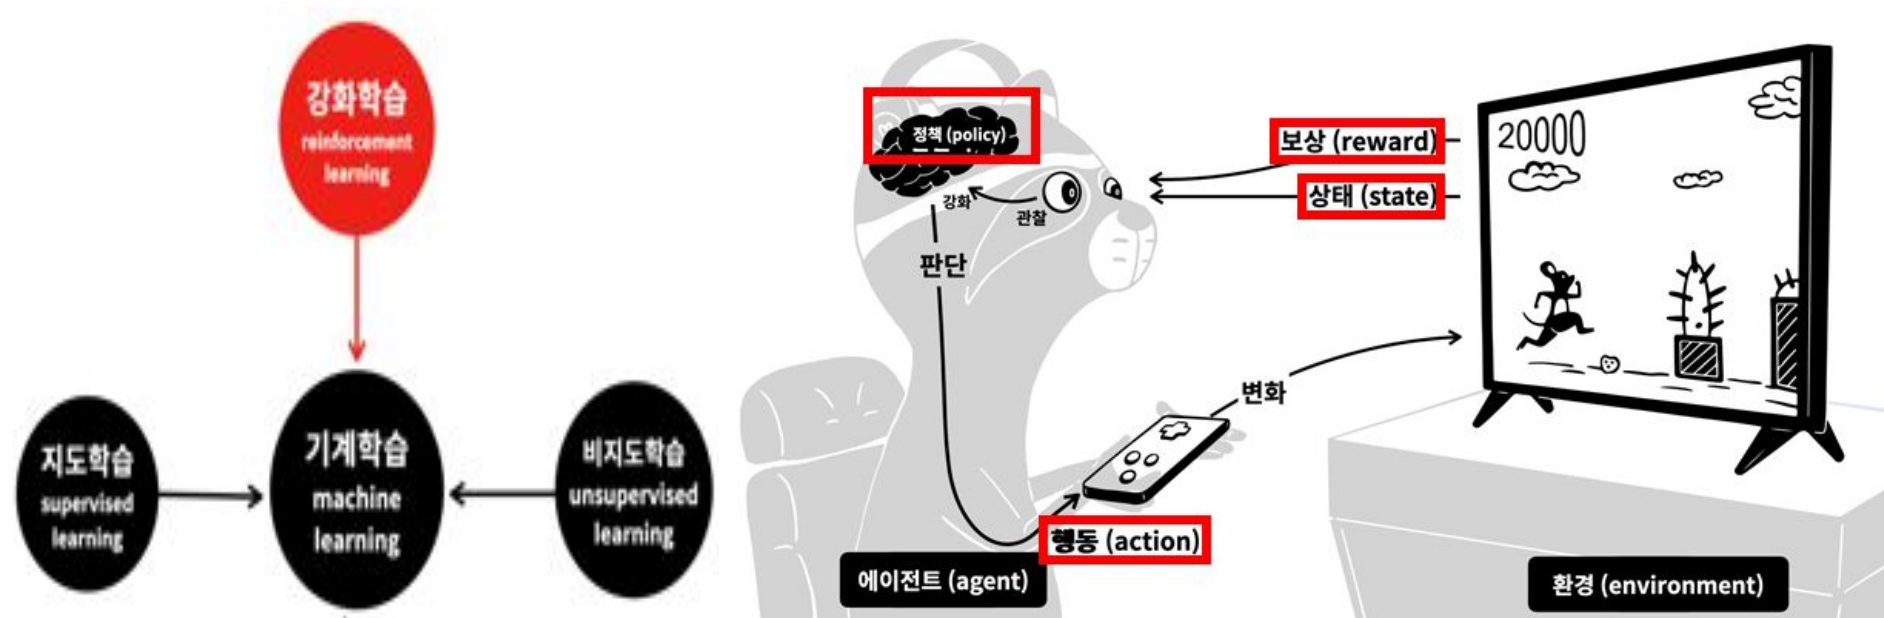 강화학습
reinforcement
learning
지도학습
supervised
learning
기계학습
machine
learning
비지도학습
unsupervised
learning
정책 (policy)
강화
관찰
판단
보상 (reward)
상태 (state)
20000
변화
행동 (action)
에이전트 (agent)
환경 (environment)